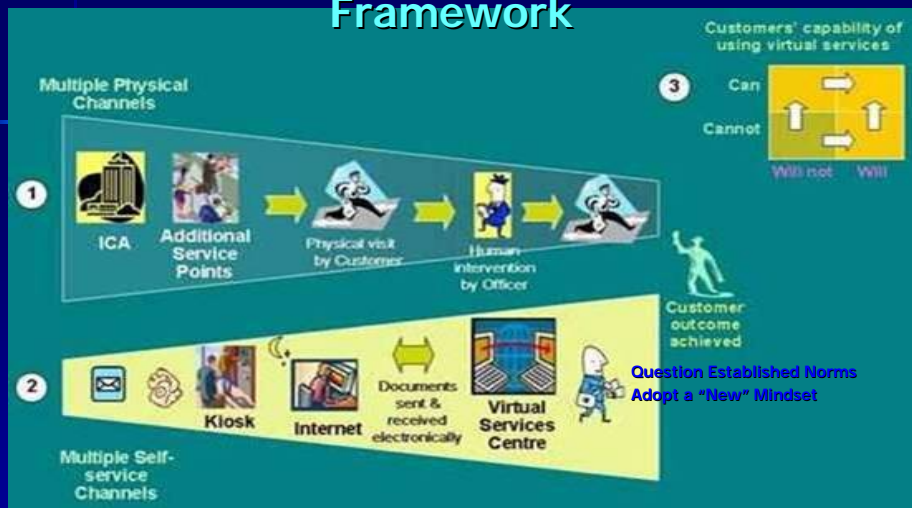 Framework
Customers' capability of
using virtual services
3
Can
Cannot
Will not Will
Multiple Physical
Channels
1
ICA
Additional
Service
Points
Physical visit
by Customer
Human
intervention
by Officer
Customer
outcome
achieved
2
Kiosk
Internet
Documents
sent &
received
electronically
Virtual
Services
Centre
Question Established Norms
Adopt a "New" Mindset
Multiple Self-
service
Channels